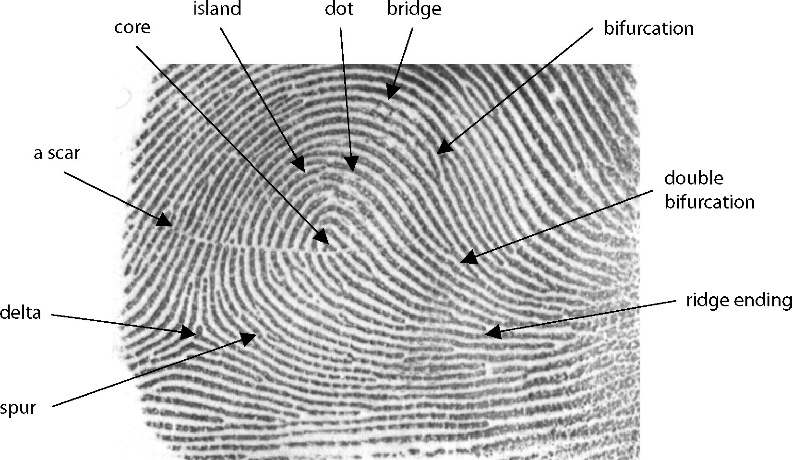 island
dot
bridge
core
bifurcation
a scar
double
bifurcation
delta
ridge ending
spur